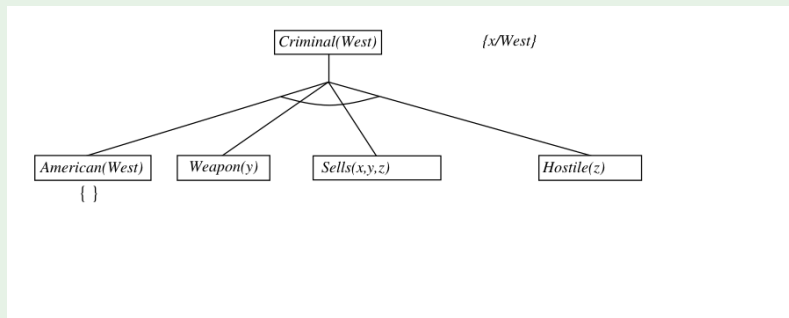 Criminal(West) {x/West}
American(West) Weapon(y) Sells(x,y,z) Hostile(z)
{ }